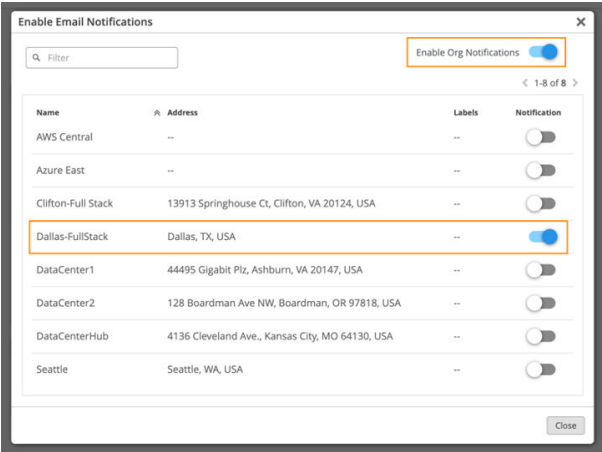 Enable Email Notifications
Filter
Enable Org Notifications
1-8 of 8
Name Address Labels Notification
AWS Central -- --
Azure East -- --
Clifton-Full Stack 13913 Springhouse Ct, Clifton, VA 20124, USA --
Dallas-FullStack Dallas, TX, USA --
DataCenter1 44495 Gigabit Plz, Ashburn, VA 20147, USA --
DataCenter2 128 Boardman Ave NW, Boardman, OR 97818, USA --
DataCenterHub 4136 Cleveland Ave., Kansas City, MO 64130, USA --
Seattle Seattle, WA, USA --
Close